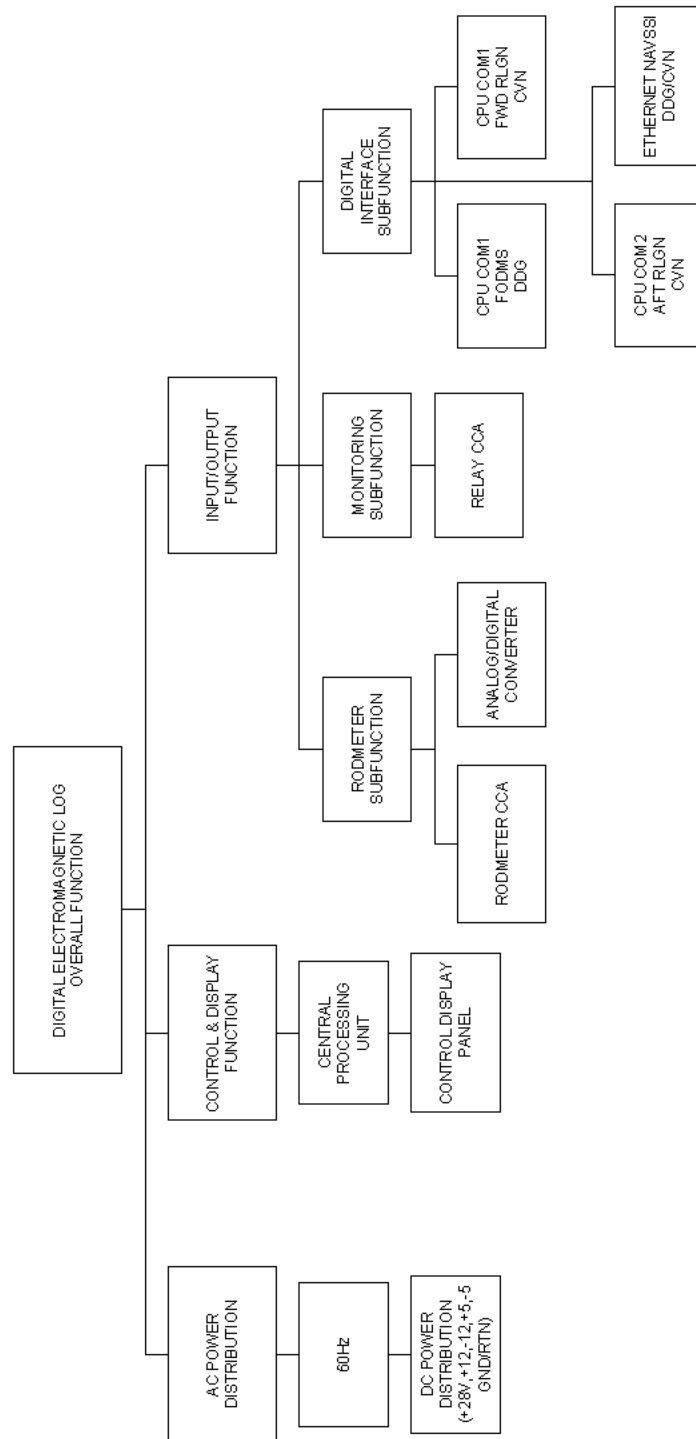 DIGITAL ELECTROMAGNETIC LOG
OVERALL FUNCTION
AC POWER
DISTRIBUTION
CONTROL & DISPLAY
FUNCTION
INPUT/OUTPUT
FUNCTION
60Hz
CENTRAL
PROCESSING
UNIT
RODMETER
SUBFUNCTION
MONITORING
SUBFUNCTION
DIGITAL
INTERFACE
SUBFUNCTION
DC POWER
DISTRIBUTION
(+28V,+12,-12,+5,-5
GND/RTN)
CONTROL DISPLAY
PANEL
RODMETER CCA
ANALOG/DIGITAL
CONVERTER
RELAY CCA
CPU COM1
FODMS
DDG
CPU COM1
FWD RLGN
CVN
CPU COM 2
AFT RLGN
CVN
ETHERNET NAVSSI
DDG/CVN